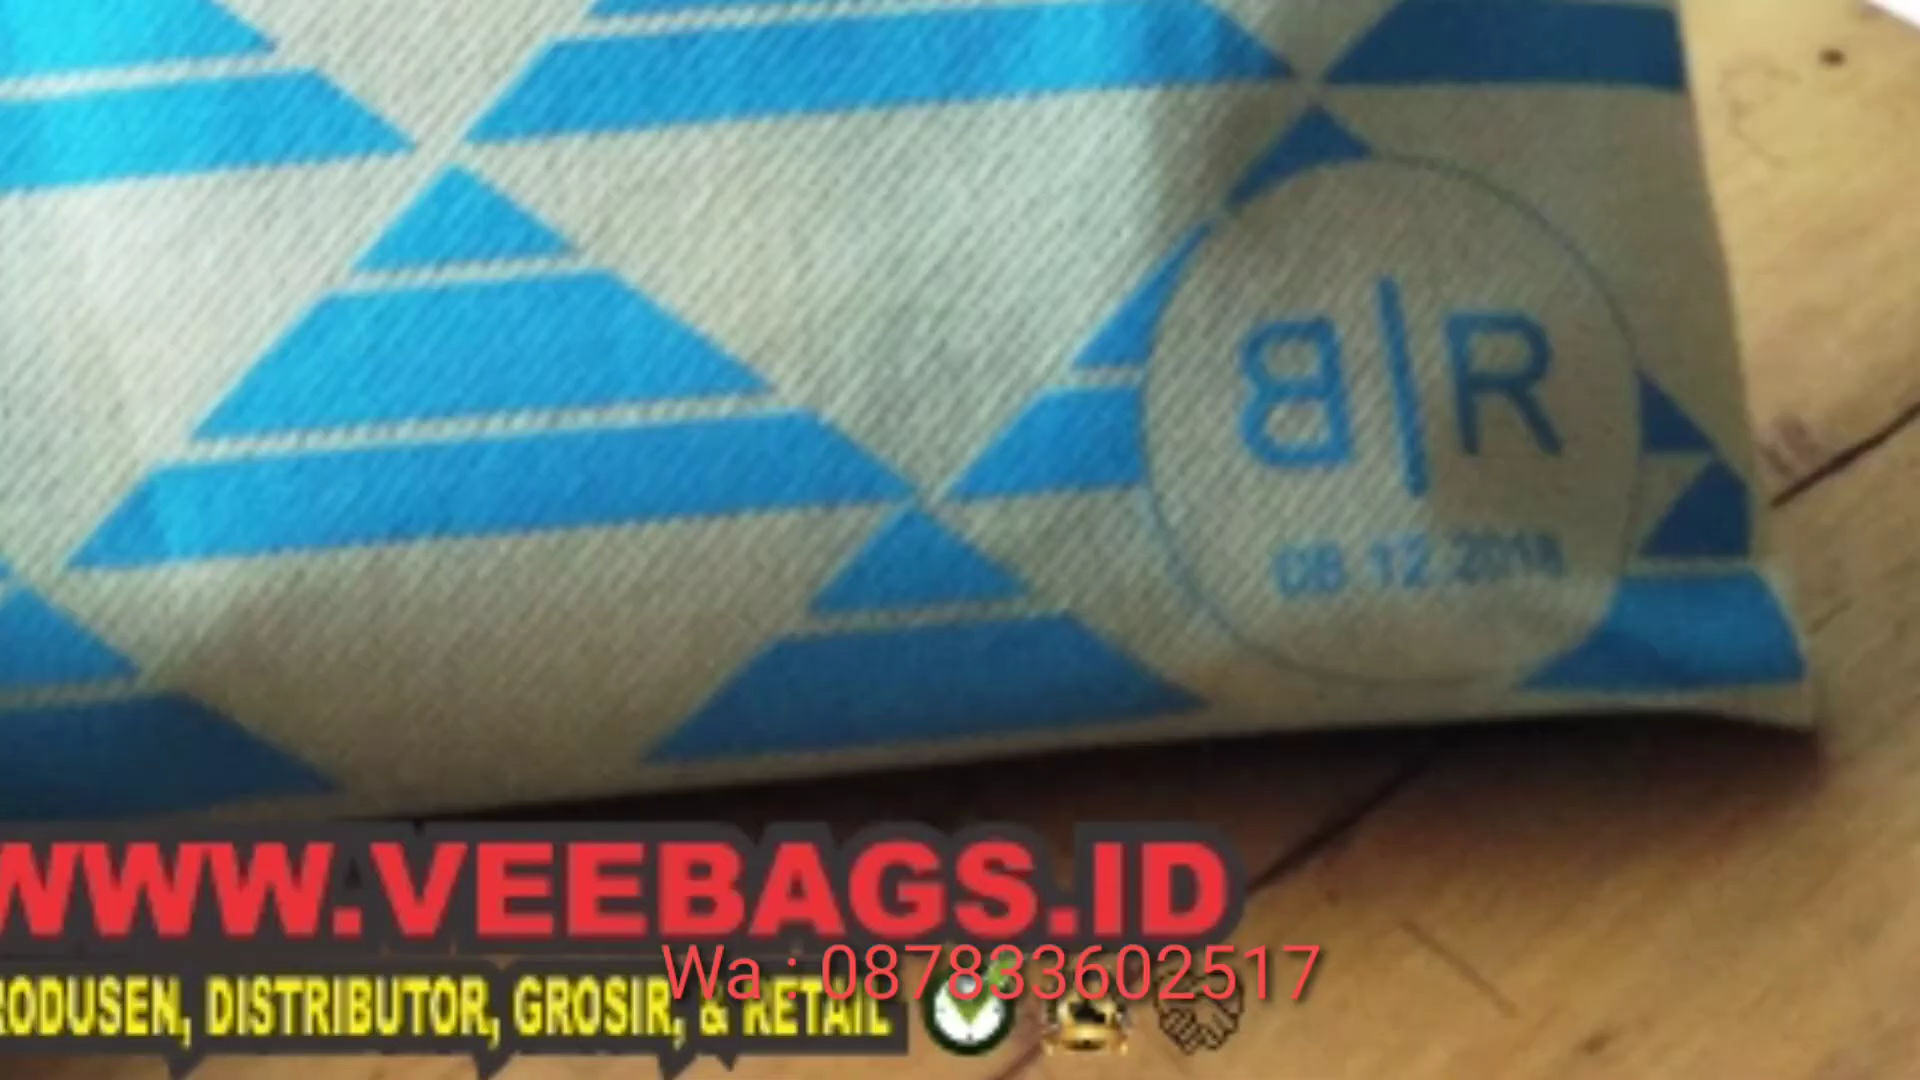 B|R
08 12 2018
WWW.VEEBAGS.ID
Wa : 087833602517
RODUSEN, DISTRIBUTOR, GROSIR, & RETAIL